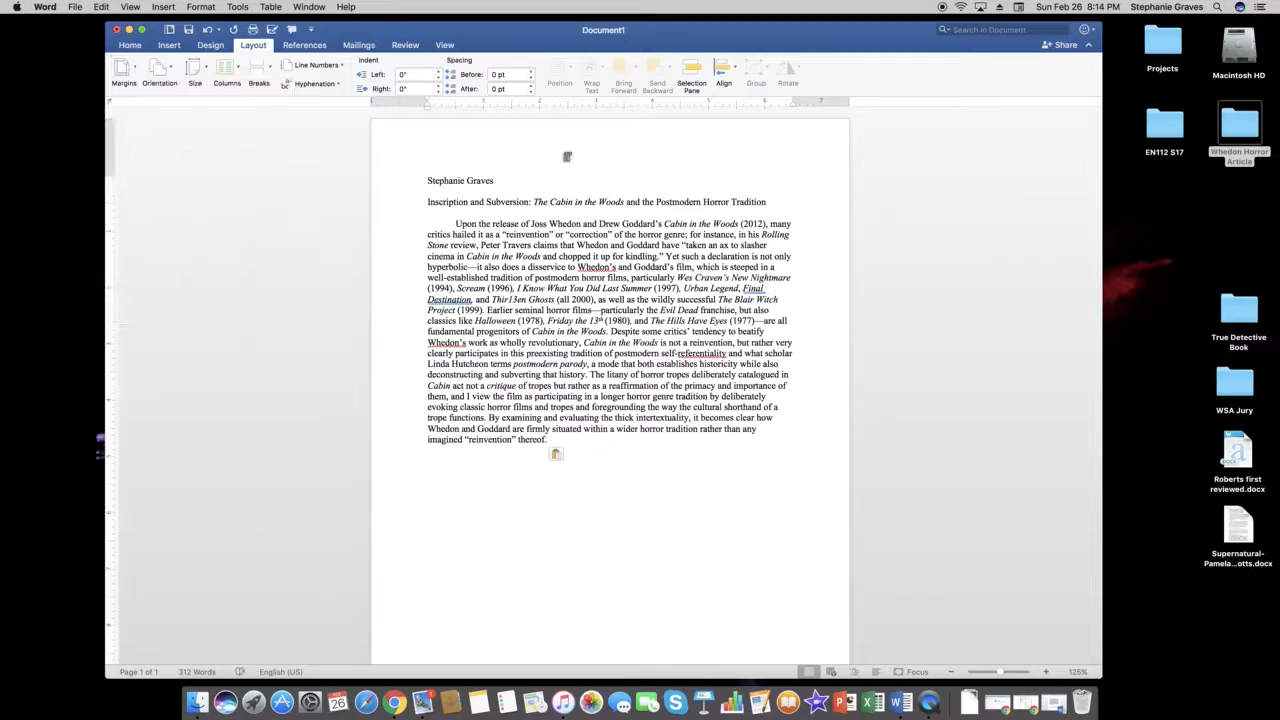 Word File Edit View Insert Format Tools Table Window Help Sun Feb 26 8:14 PM Stephanie Graves
Document1
Search in Document
Home Insert Design Layout References Mailings Review View
Share
Margins Orientation Size Columns Breaks
Line Numbers
Hyphenation
Indent
Left: 0"
Right: 0"
Spacing
Before: 0 pt
After: 0 pt
Position
Wrap Text
Bring Forward
Send Backward
Selection Pane
Align
Group
Rotate
Stephanie Graves
Inscription and Subversion: The Cabin in the Woods and the Postmodern Horror Tradition
Upon the release of Joss Whedon and Drew Goddard's Cabin in the Woods (2012), many
critics hailed it as a “reinvention” or “correction” of the horror genre; for instance, in his Rolling
Stone review, Peter Travers claims that Whedon and Goddard have “taken an ax to slasher
cinema in Cabin in the Woods and chopped it up for kindling.” Yet such a declaration is not only
hyperbolic—it also does a disservice to Whedon's and Goddard's film, which is steeped in a
well-established tradition of postmodern horror films, particularly Wes Craven's New Nightmare
(1994), Scream (1996), I Know What You Did Last Summer (1997), Urban Legend, Final
Destination, and Thir13en Ghosts (all 2000), as well as the wildly successful The Blair Witch
Project (1999). Earlier seminal horror films—particularly the Evil Dead franchise, but also
classics like Halloween (1978), Friday the 13th (1980), and The Hills Have Eyes (1977)—are all
fundamental progenitors of Cabin in the Woods. Despite some critics' tendency to beatify
Whedon's work as wholly revolutionary, Cabin in the Woods is not a reinvention, but rather very
clearly participates in this preexisting tradition of postmodern self-referentiality and what scholar
Linda Hutcheon terms postmodern parody, a mode that both establishes historicity while also
deconstructing and subverting that history. The litany of horror tropes deliberately catalogued in
Cabin act not a critique of tropes but rather as a reaffirmation of the primacy and importance of
them, and I view the film as participating in a longer horror genre tradition by deliberately
evoking classic horror films and tropes and foregrounding the way the cultural shorthand of a
trope functions. By examining and evaluating the thick intertextuality, it becomes clear how
Whedon and Goddard are firmly situated within a wider horror tradition rather than any
imagined “reinvention” thereof.
Page 1 of 1 312 Words English (US) Focus 125%
Projects
Macintosh HD
EN112 S17
Whedon Horror
Article
True Detective
Book
WSA Jury
Roberts first
reviewed.docx
Supernatural-
Pamela...otts.docx